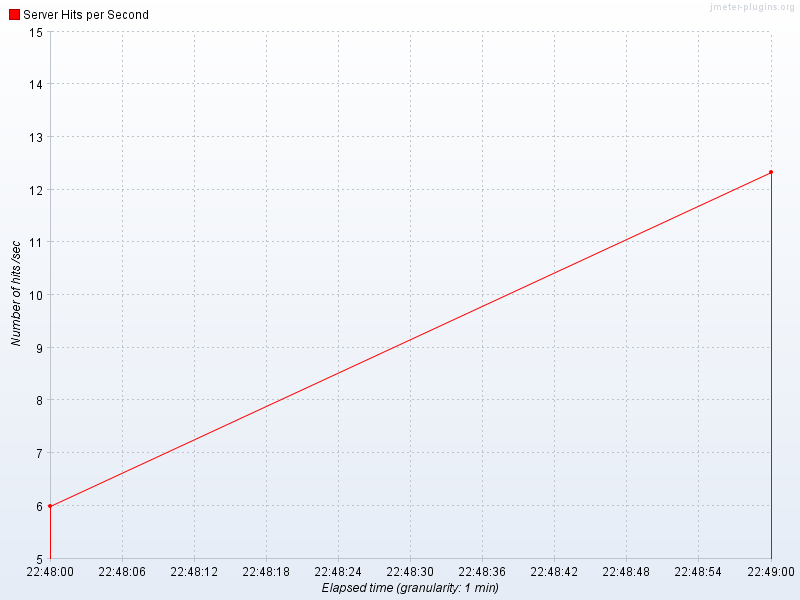 jmeter-plugins.org
Server Hits per Second
15
14
13
12
11
10
9
8
7
6
5
Number of hits /sec
22:48:00 22:48:06 22:48:12 22:48:18 22:48:24 22:48:30 22:48:36 22:48:42 22:48:48 22:48:54 22:49:00
Elapsed time (granularity: 1 min)